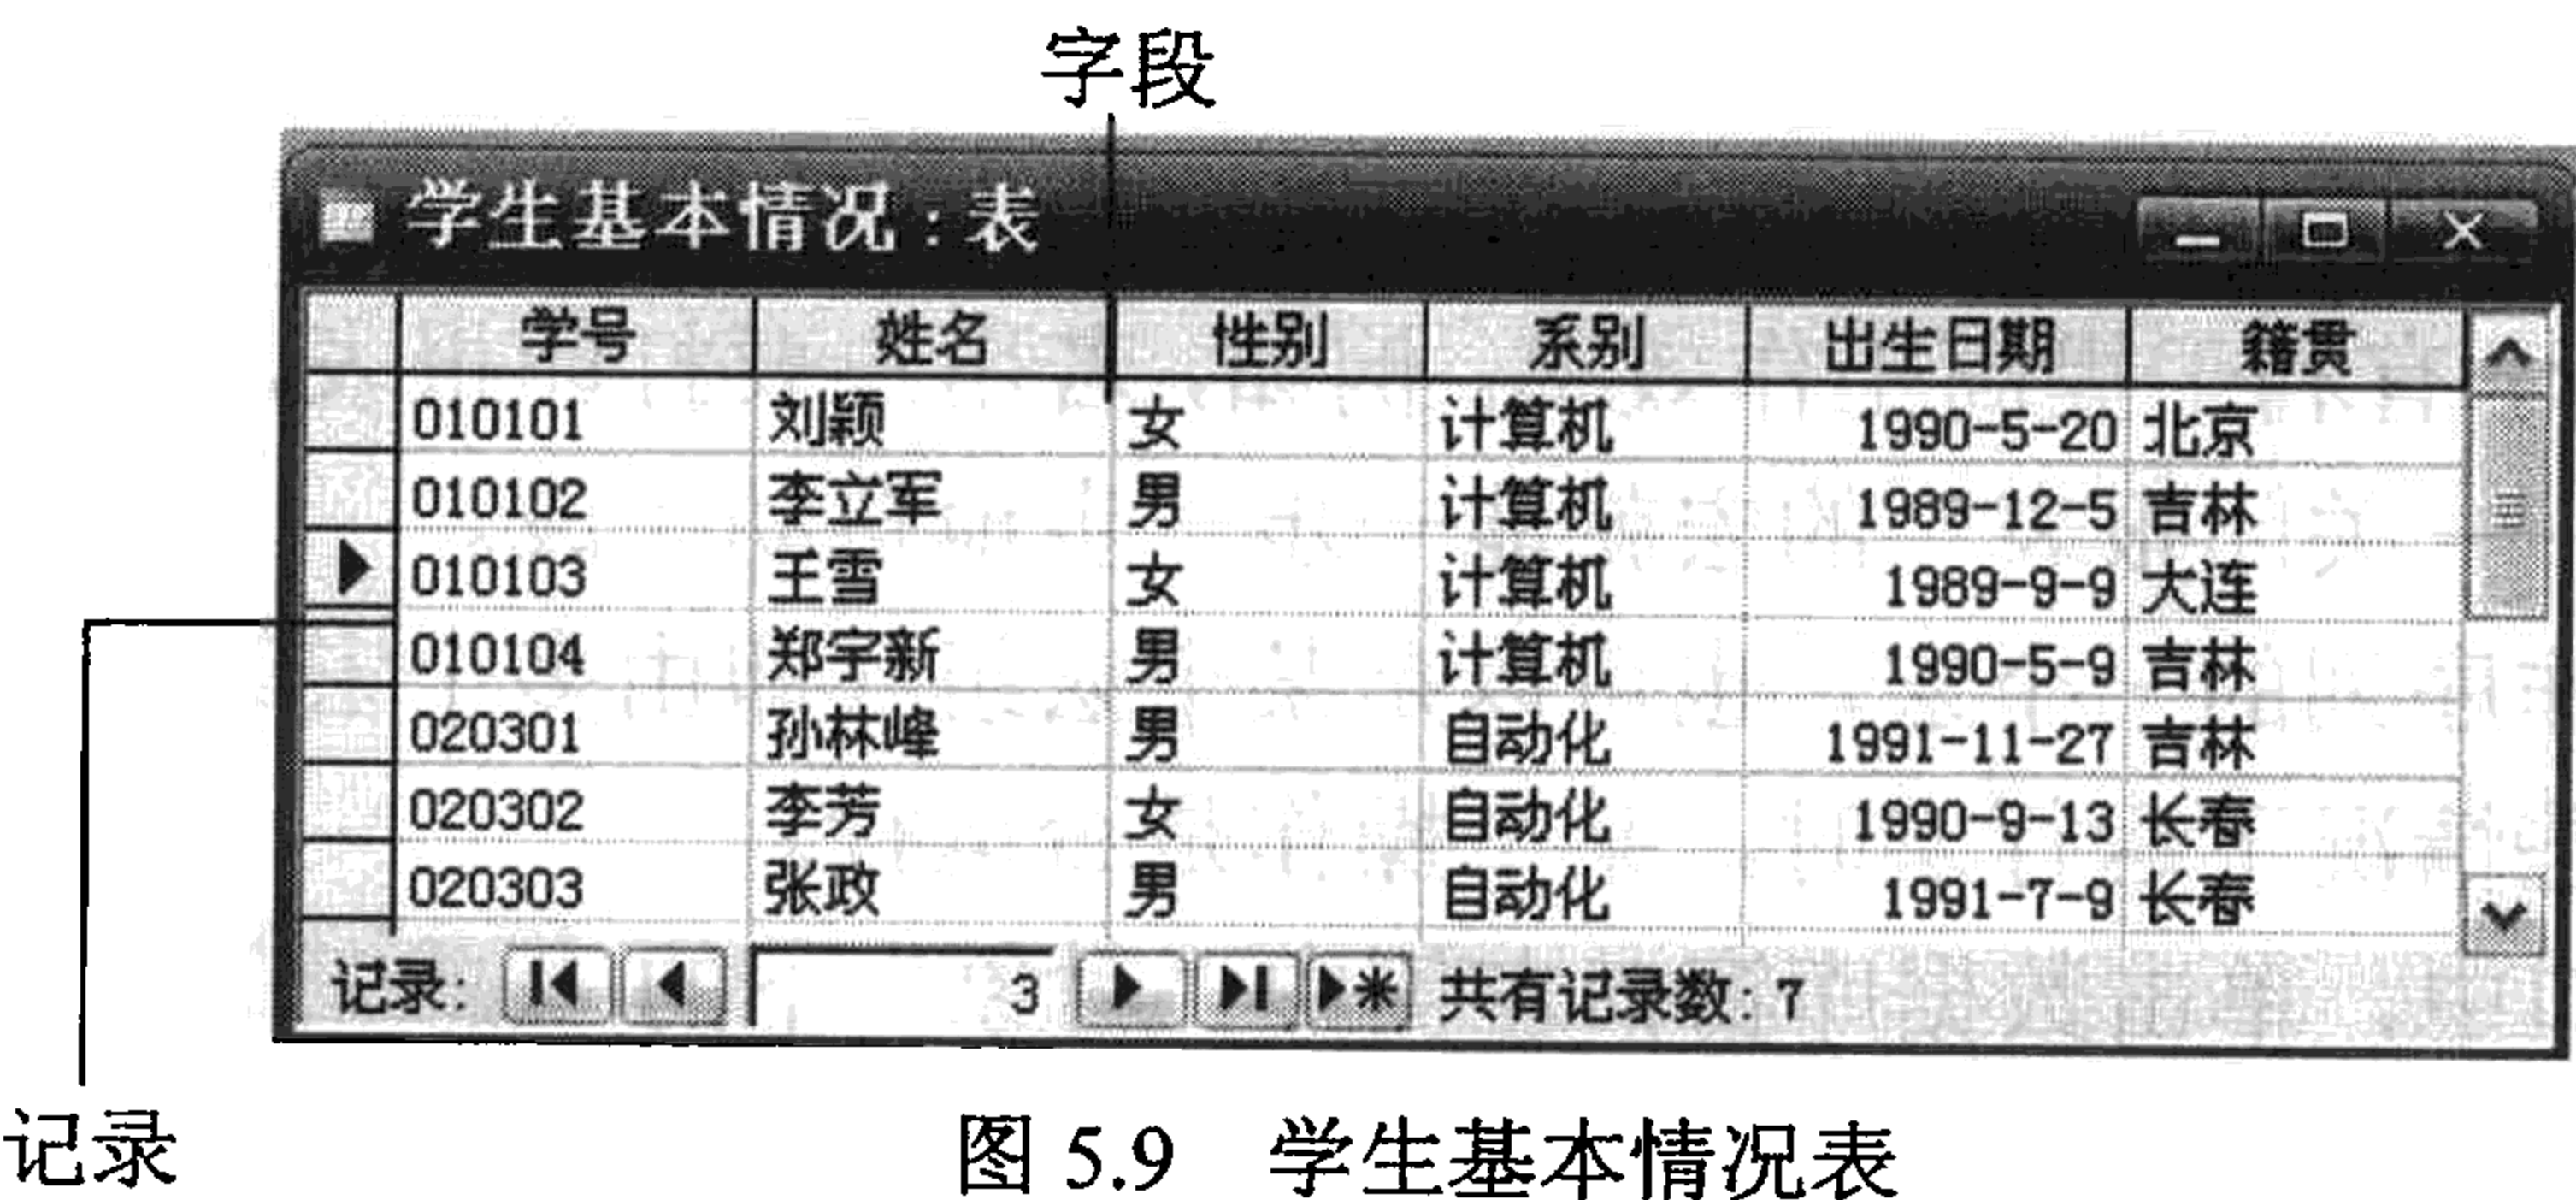 字段
学生基本情况 : 表
学号 姓名 性别 系别 出生日期 籍贯
010101 刘颖 女 计算机 1990-5-20 北京
010102 李立军 男 计算机 1989-12-5 吉林
010103 王雪 女 计算机 1989-9-9 大连
010104 郑宇新 男 计算机 1990-5-9 吉林
020301 孙林峰 男 自动化 1991-11-27 吉林
020302 李芳 女 自动化 1990-9-13 长春
020303 张政 男 自动化 1991-7-9 长春
记录: 3 共有记录数: 7
记录
图 5.9 学生基本情况表